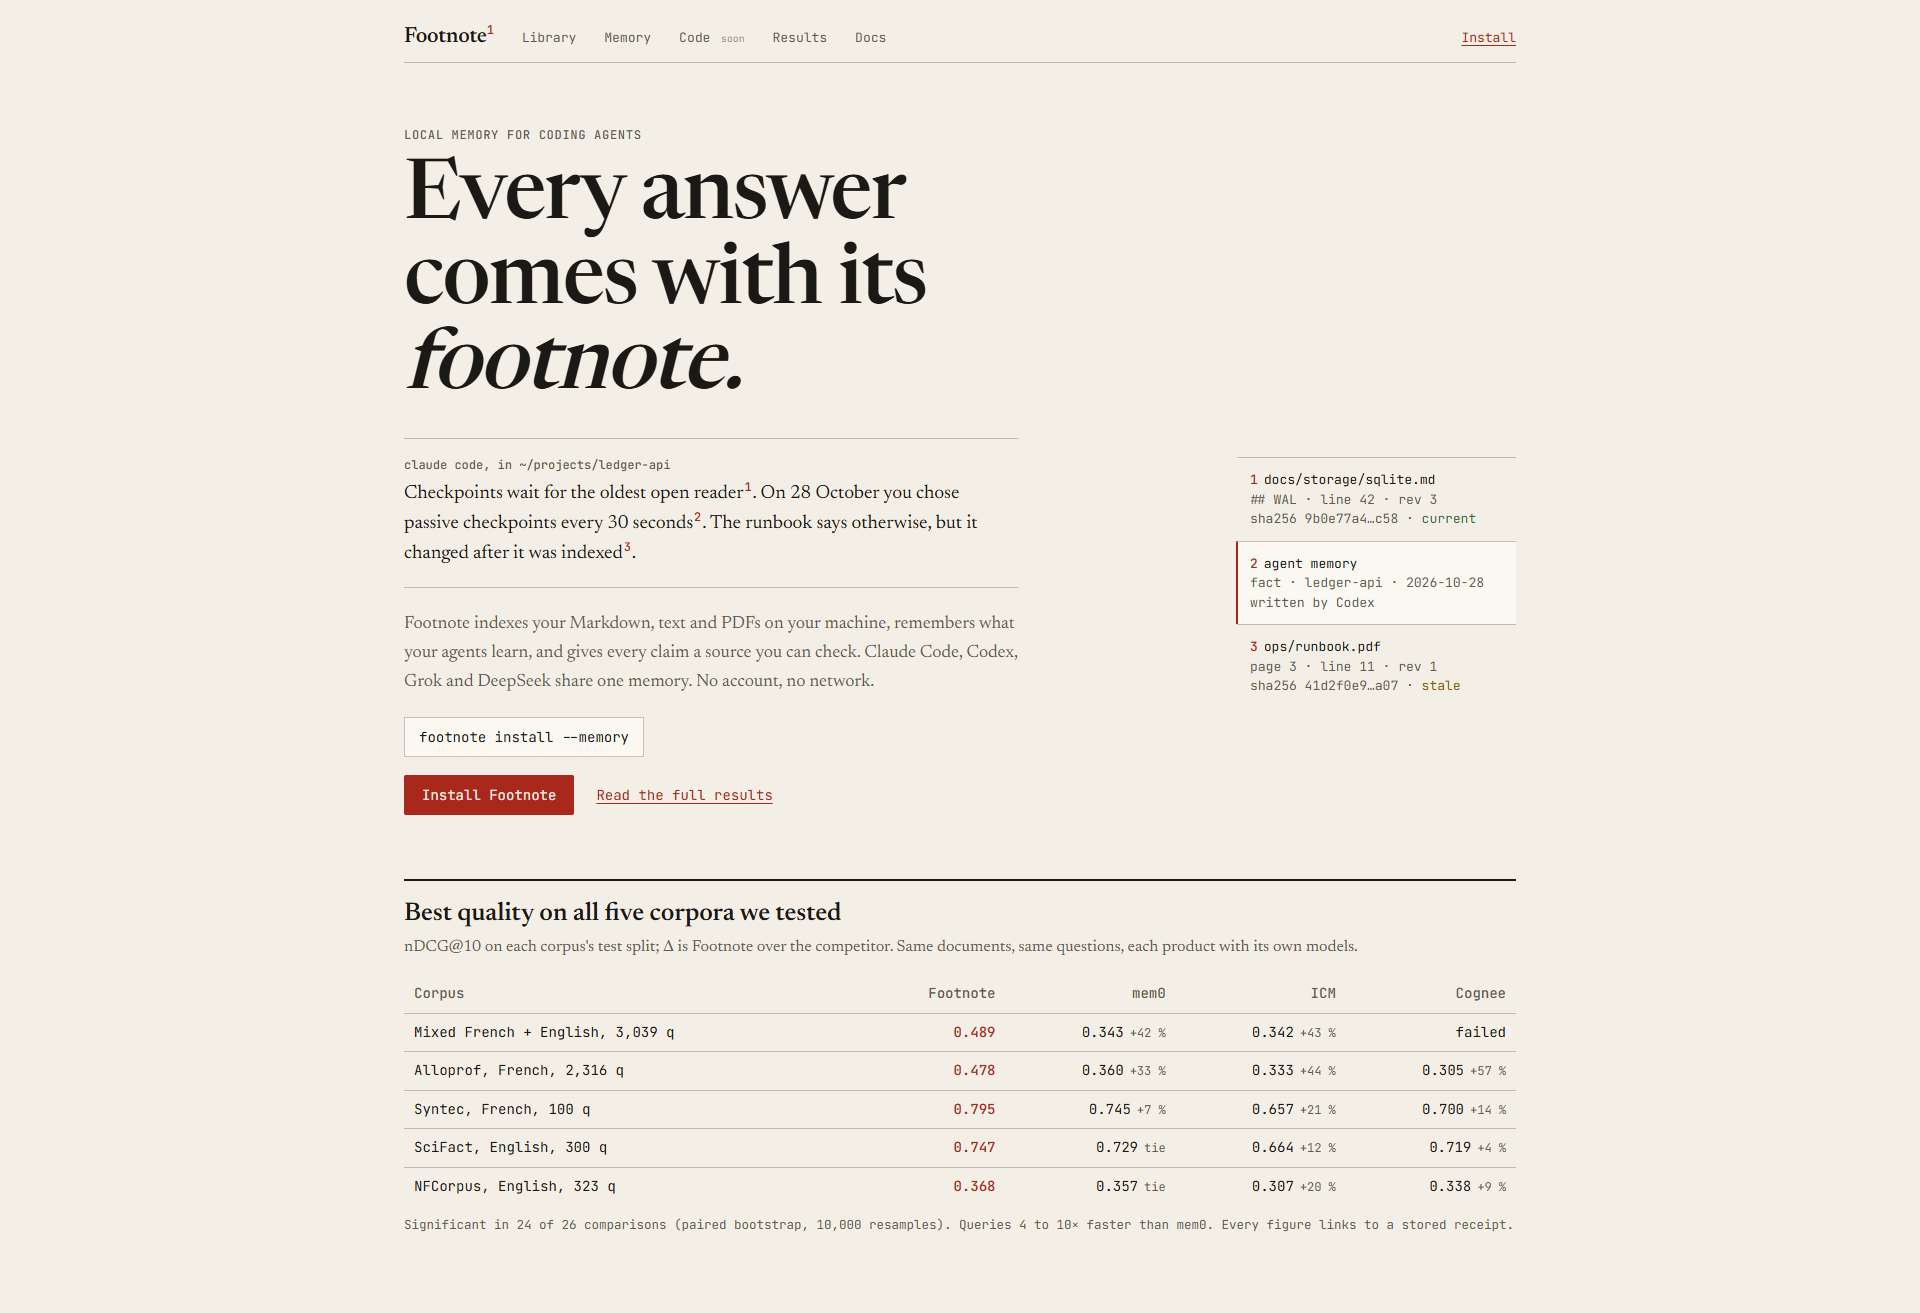 Footnote¹ Library Memory Code soon Results Docs Install
LOCAL MEMORY FOR CODING AGENTS
Every answer
comes with its
footnote.
claude code, in ~/projects/ledger-api
Checkpoints wait for the oldest open reader¹. On 28 October you chose
passive checkpoints every 30 seconds². The runbook says otherwise, but it
changed after it was indexed³.
1 docs/storage/sqlite.md
## WAL · line 42 · rev 3
sha256 9b0e77a4…c58 · current
2 agent memory
fact · ledger-api · 2026-10-28
written by Codex
3 ops/runbook.pdf
page 3 · line 11 · rev 1
sha256 41d2f0e9…a07 · stale
Footnote indexes your Markdown, text and PDFs on your machine, remembers what
your agents learn, and gives every claim a source you can check. Claude Code, Codex,
Grok and DeepSeek share one memory. No account, no network.
footnote install --memory
Install Footnote Read the full results
Best quality on all five corpora we tested
nDCG@10 on each corpus's test split; Δ is Footnote over the competitor. Same documents, same questions, each product with its own models.
Corpus Footnote mem0 ICM Cognee
Mixed French + English, 3,039 q 0.489 0.343 +42 % 0.342 +43 % failed
Alloprof, French, 2,316 q 0.478 0.360 +33 % 0.333 +44 % 0.305 +57 %
Syntec, French, 100 q 0.795 0.745 +7 % 0.657 +21 % 0.700 +14 %
SciFact, English, 300 q 0.747 0.729 tie 0.664 +12 % 0.719 +4 %
NFCorpus, English, 323 q 0.368 0.357 tie 0.307 +20 % 0.338 +9 %
Significant in 24 of 26 comparisons (paired bootstrap, 10,000 resamples). Queries 4 to 10× faster than mem0. Every figure links to a stored receipt.